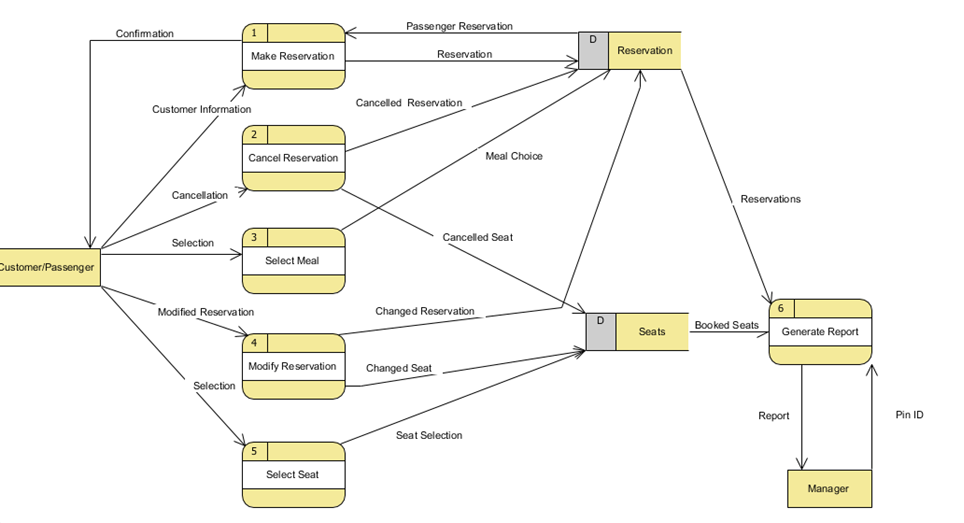 Passenger Reservation
Confirmation
1
Make Reservation
Reservation
D
Reservation
Customer Information
Cancelled Reservation
2
Cancel Reservation
Meal Choice
Cancellation
Reservations
3
Select Meal
Selection
Cancelled Seat
Customer/Passenger
Modified Reservation
Changed Reservation
D
Seats
Booked Seats
6
Generate Report
4
Modify Reservation
Changed Seat
Selection
Seat Selection
Report
Pin ID
5
Select Seat
Manager